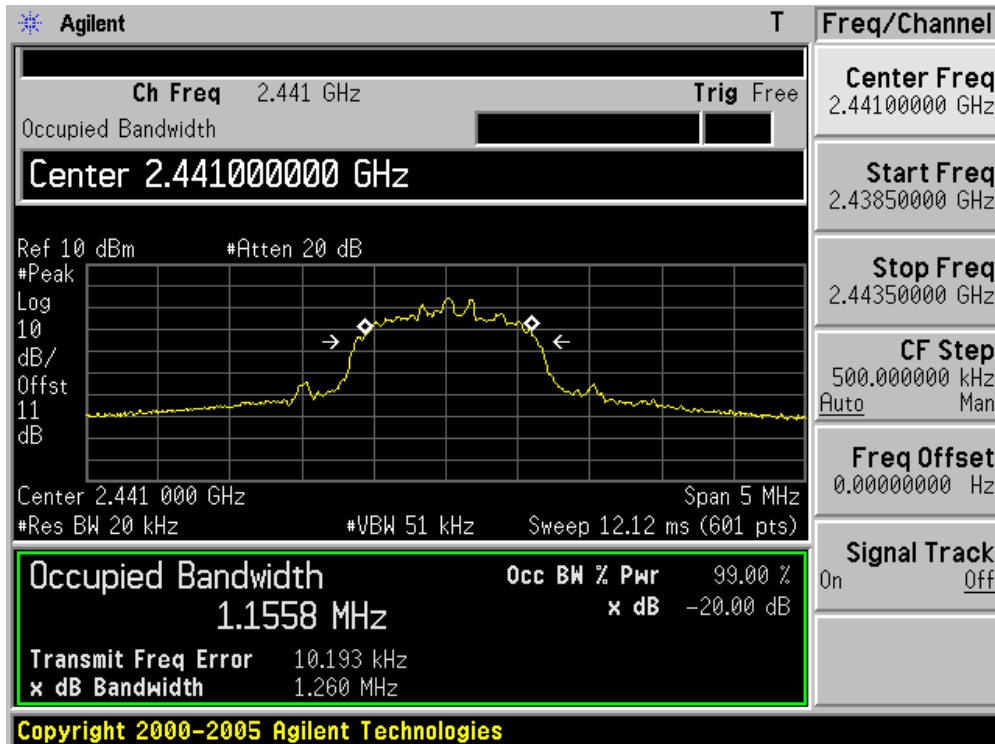 Agilent T
Freq/Channel
Ch Freq 2.441 GHz Trig Free
Occupied Bandwidth
Center 2.441000000 GHz
Ref 10 dBm #Atten 20 dB
#Peak
Log
10
dB/
Offst
11
dB
Center 2.441 000 GHz Span 5 MHz
#Res BW 20 kHz #VBW 51 kHz Sweep 12.12 ms (601 pts)
Occupied Bandwidth
1.1558 MHz
Occ BW % Pwr 99.00 %
x dB -20.00 dB
Transmit Freq Error 10.193 kHz
x dB Bandwidth 1.260 MHz
Copyright 2000-2005 Agilent Technologies
Center Freq
2.44100000 GHz
Start Freq
2.43850000 GHz
Stop Freq
2.44350000 GHz
CF Step
500.000000 kHz
Auto Man
Freq Offset
0.00000000 Hz
Signal Track
On Off